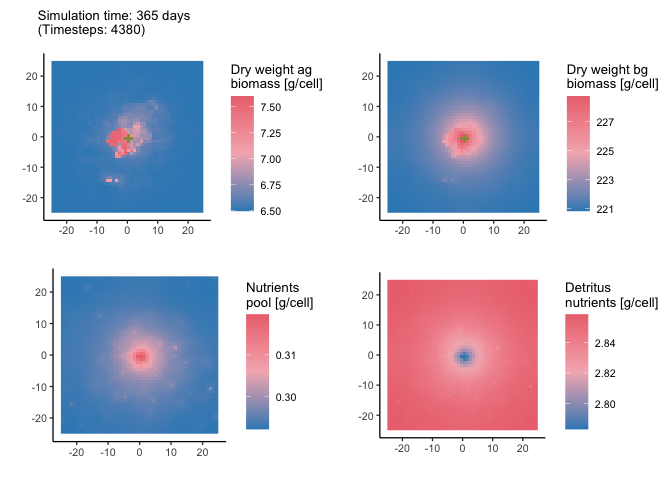 Simulation time: 365 days
(Timesteps: 4380)
Dry weight ag
biomass [g/cell]
20
10
0
-10
-20
-20 -10 0 10 20
7.50
7.25
7.00
6.75
6.50
Dry weight bg
biomass [g/cell]
20
10
0
-10
-20
-20 -10 0 10 20
227
225
223
221
Nutrients
pool [g/cell]
20
10
0
-10
-20
-20 -10 0 10 20
0.31
0.30
Detritus
nutrients [g/cell]
20
10
0
-10
-20
-20 -10 0 10 20
2.84
2.82
2.80